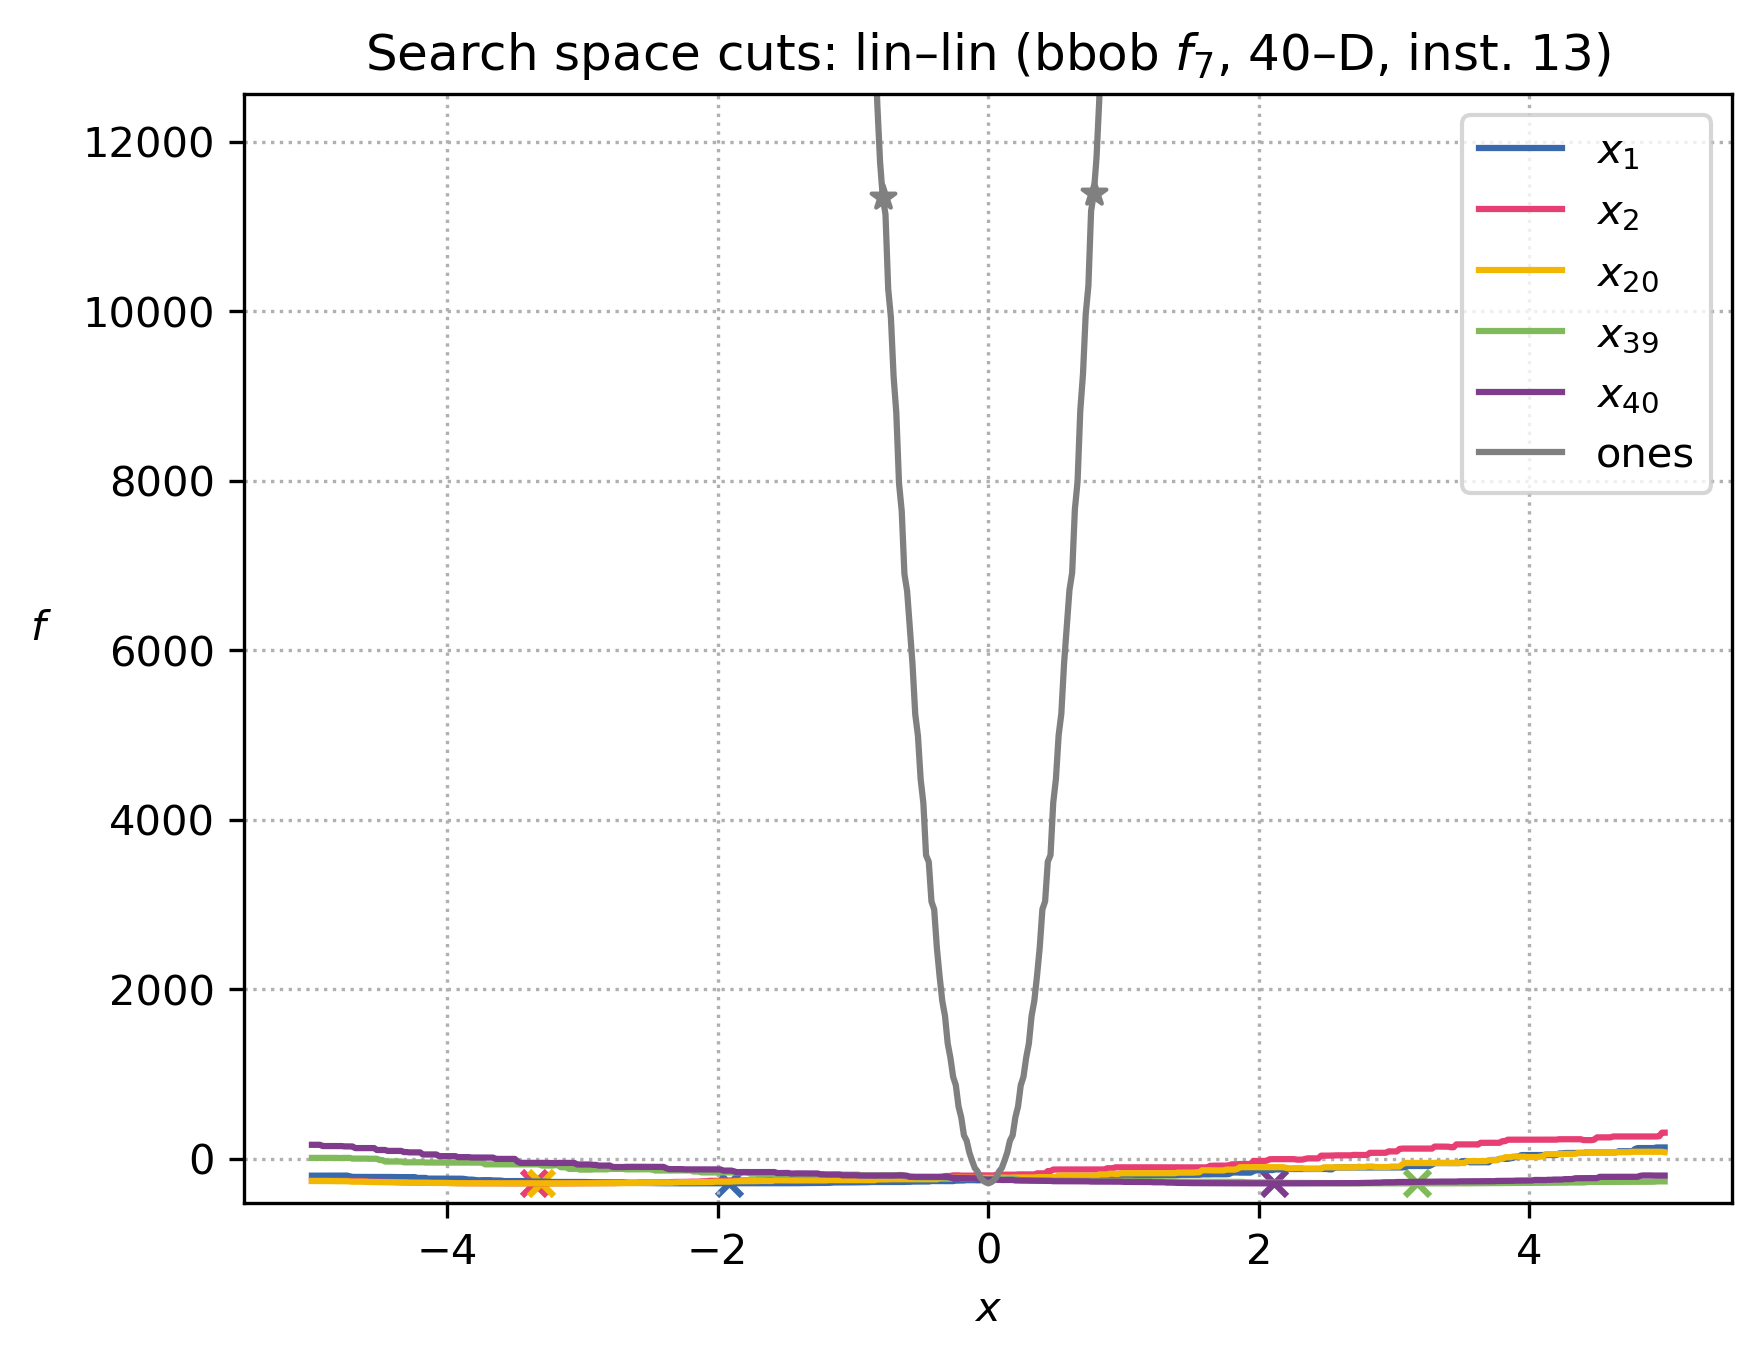 Search space cuts: lin–lin (bbob f₇, 40–D, inst. 13)
12000
10000
8000
6000
4000
2000
0
f
−4
−2
0
2
4
x
x₁
x₂
x₂₀
x₃₉
x₄₀
ones